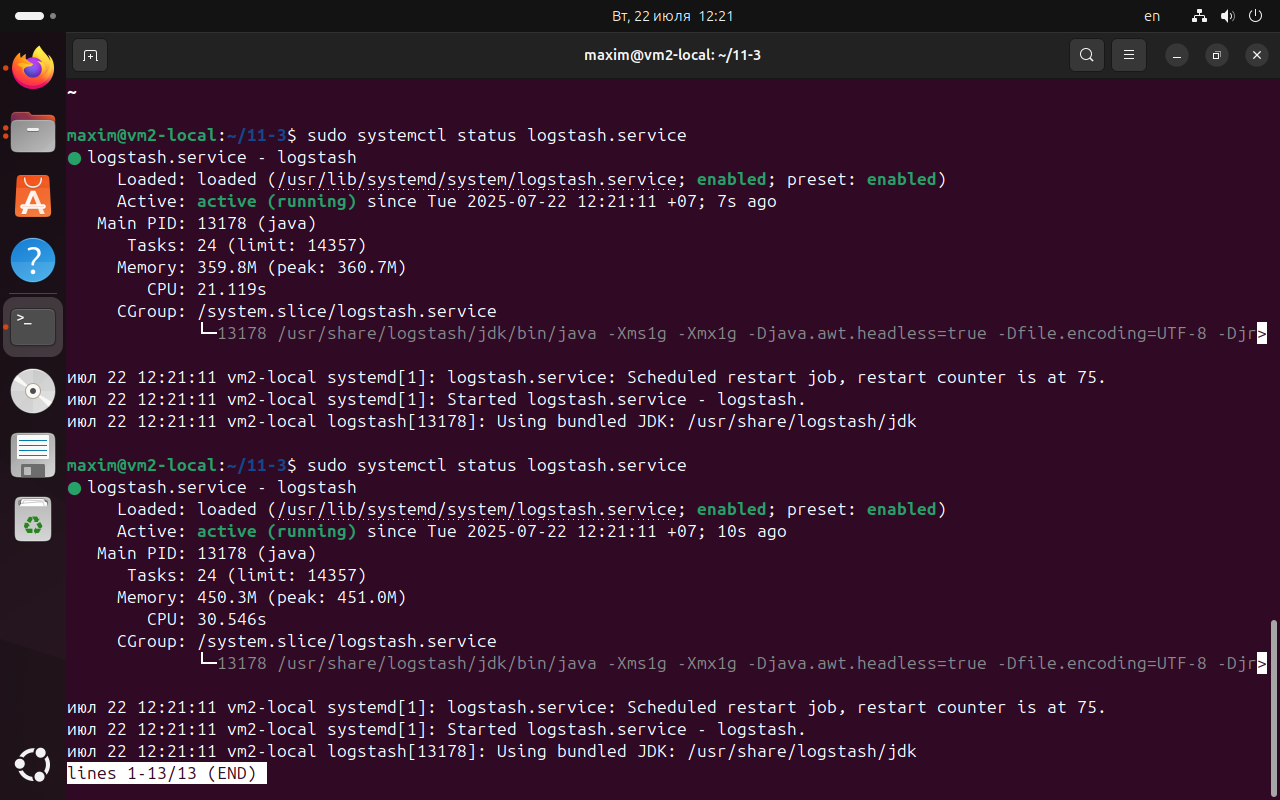 Вт, 22 июля 12:21
en
maxim@vm2-local: ~/11-3
~
maxim@vm2-local:~/11-3$ sudo systemctl status logstash.service
● logstash.service - logstash
Loaded: loaded (/usr/lib/systemd/system/logstash.service; enabled; preset: enabled)
Active: active (running) since Tue 2025-07-22 12:21:11 +07; 7s ago
Main PID: 13178 (java)
Tasks: 24 (limit: 14357)
Memory: 359.8M (peak: 360.7M)
CPU: 21.119s
CGroup: /system.slice/logstash.service
└─13178 /usr/share/logstash/jdk/bin/java -Xms1g -Xmx1g -Djava.awt.headless=true -Dfile.encoding=UTF-8 -Djr>
июл 22 12:21:11 vm2-local systemd[1]: logstash.service: Scheduled restart job, restart counter is at 75.
июл 22 12:21:11 vm2-local systemd[1]: Started logstash.service - logstash.
июл 22 12:21:11 vm2-local logstash[13178]: Using bundled JDK: /usr/share/logstash/jdk
maxim@vm2-local:~/11-3$ sudo systemctl status logstash.service
● logstash.service - logstash
Loaded: loaded (/usr/lib/systemd/system/logstash.service; enabled; preset: enabled)
Active: active (running) since Tue 2025-07-22 12:21:11 +07; 10s ago
Main PID: 13178 (java)
Tasks: 24 (limit: 14357)
Memory: 450.3M (peak: 451.0M)
CPU: 30.546s
CGroup: /system.slice/logstash.service
└─13178 /usr/share/logstash/jdk/bin/java -Xms1g -Xmx1g -Djava.awt.headless=true -Dfile.encoding=UTF-8 -Djr>
июл 22 12:21:11 vm2-local systemd[1]: logstash.service: Scheduled restart job, restart counter is at 75.
июл 22 12:21:11 vm2-local systemd[1]: Started logstash.service - logstash.
июл 22 12:21:11 vm2-local logstash[13178]: Using bundled JDK: /usr/share/logstash/jdk
lines 1-13/13 (END)